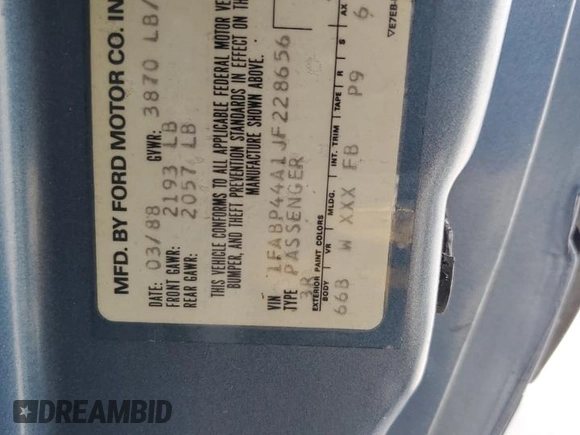 MFD. BY FORD MOTOR CO. IN
DATE: 03/88 GVWR: 3870 LB/
FRONT GAWR: 2193 LB
REAR GAWR: 2057 LB
THIS VEHICLE CONFORMS TO ALL APPLICABLE FEDERAL MOTOR VE
BUMPER, AND THEFT PREVENTION STANDARDS IN EFFECT ON THE
MANUFACTURE SHOWN ABOVE.
VIN 1FABP44A1JF228656
TYPE PASSENGER
3R
EXTERIOR PAINT COLORS
BODY VR MLDG. INT. TRIM TAPE R S AX
66B W XXX FB P9 6
VE7EB-
DREAMBID